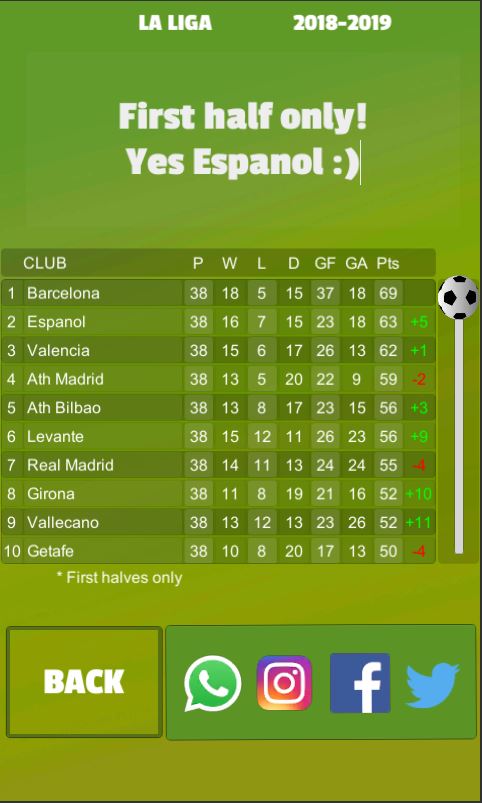 LA LIGA 2018-2019
First half only!
Yes Espanol :)
CLUB P W L D GF GA Pts
1 Barcelona 38 18 5 15 37 18 69
2 Espanol 38 16 7 15 23 18 63 +5
3 Valencia 38 15 6 17 26 13 62 +1
4 Ath Madrid 38 13 5 20 22 9 59 -2
5 Ath Bilbao 38 13 8 17 23 15 56 +3
6 Levante 38 15 12 11 26 23 56 +9
7 Real Madrid 38 14 11 13 24 24 55 -4
8 Girona 38 11 8 19 21 16 52 +10
9 Vallecano 38 13 12 13 23 26 52 +11
10 Getafe 38 10 8 20 17 13 50 -4
* First halves only
BACK